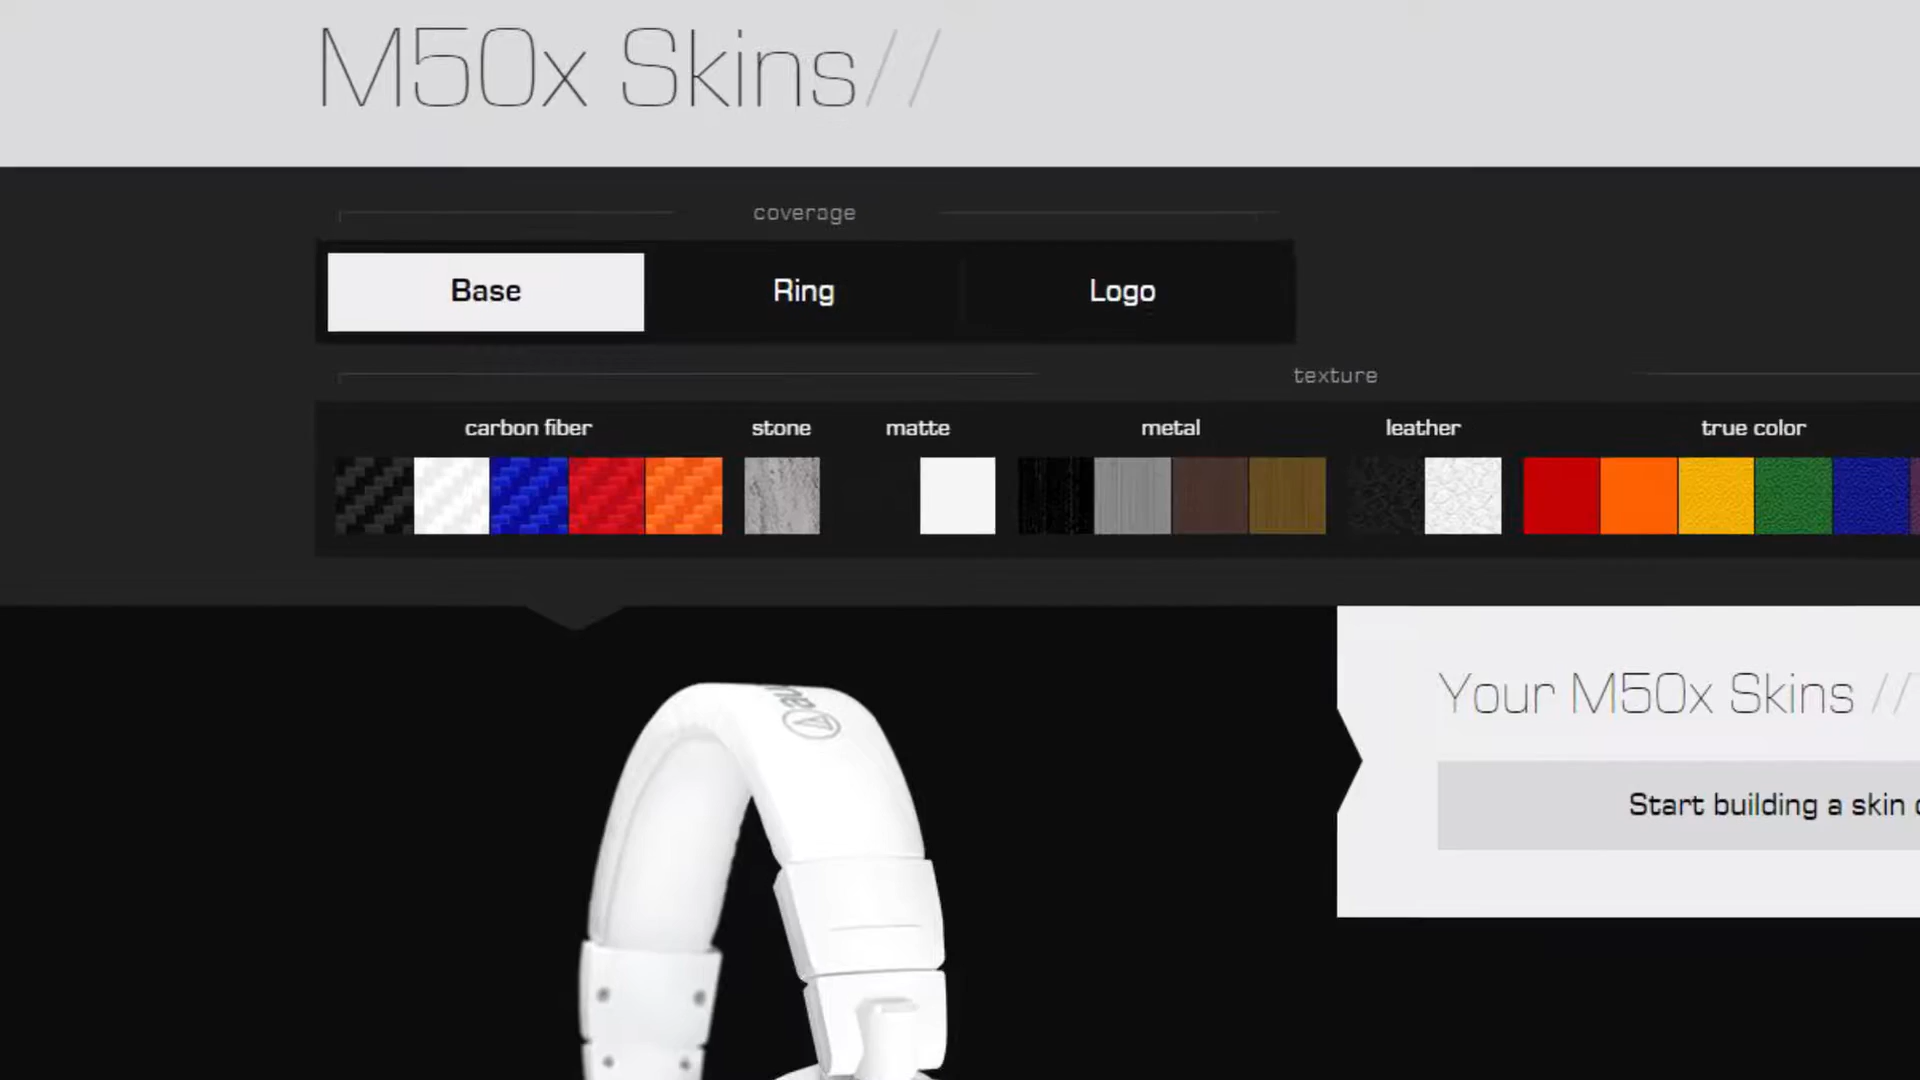 M50x Skins//
coverage
Base Ring Logo
texture
carbon fiber stone matte metal leather true color
Your M50x Skins //
Start building a skin